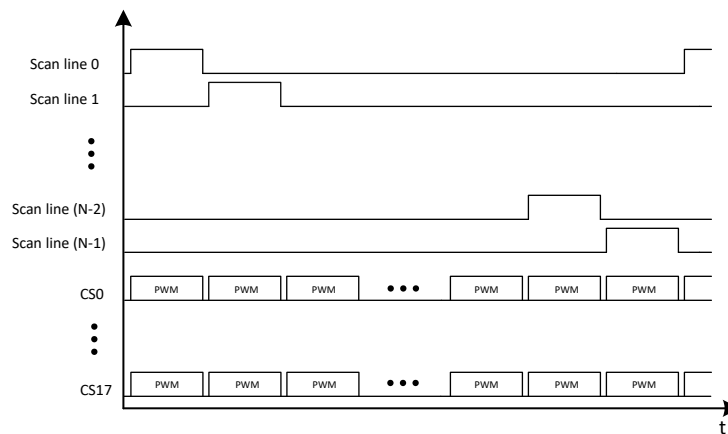 Scan line 0
Scan line 1
Scan line (N-2)
Scan line (N-1)
CS0 PWM PWM PWM PWM PWM PWM
CS17 PWM PWM PWM PWM PWM PWM
t